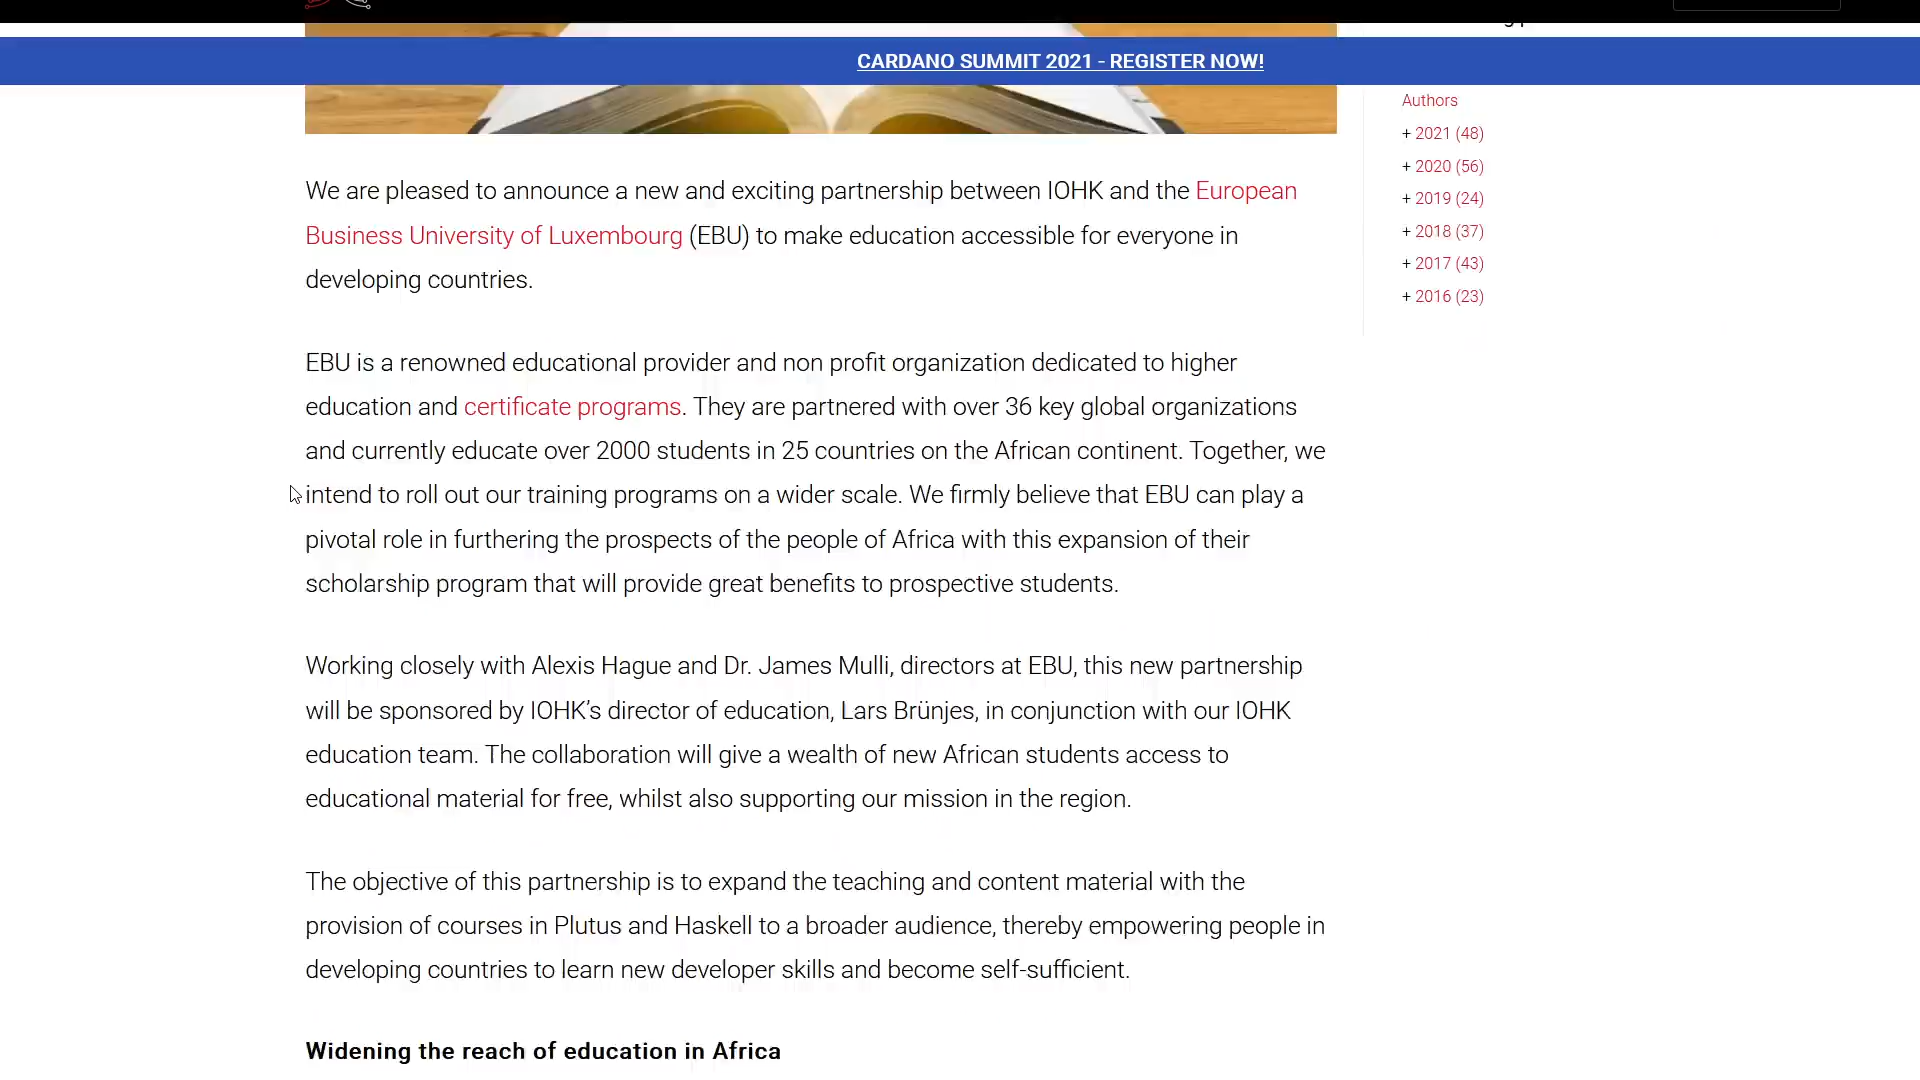 CARDANO SUMMIT 2021 - REGISTER NOW!
We are pleased to announce a new and exciting partnership between IOHK and the European
Business University of Luxembourg (EBU) to make education accessible for everyone in
developing countries.
EBU is a renowned educational provider and non profit organization dedicated to higher
education and certificate programs. They are partnered with over 36 key global organizations
and currently educate over 2000 students in 25 countries on the African continent. Together, we
intend to roll out our training programs on a wider scale. We firmly believe that EBU can play a
pivotal role in furthering the prospects of the people of Africa with this expansion of their
scholarship program that will provide great benefits to prospective students.
Working closely with Alexis Hague and Dr. James Mulli, directors at EBU, this new partnership
will be sponsored by IOHK’s director of education, Lars Brünjes, in conjunction with our IOHK
education team. The collaboration will give a wealth of new African students access to
educational material for free, whilst also supporting our mission in the region.
The objective of this partnership is to expand the teaching and content material with the
provision of courses in Plutus and Haskell to a broader audience, thereby empowering people in
developing countries to learn new developer skills and become self-sufficient.
Widening the reach of education in Africa
Authors
+ 2021 (48)
+ 2020 (56)
+ 2019 (24)
+ 2018 (37)
+ 2017 (43)
+ 2016 (23)